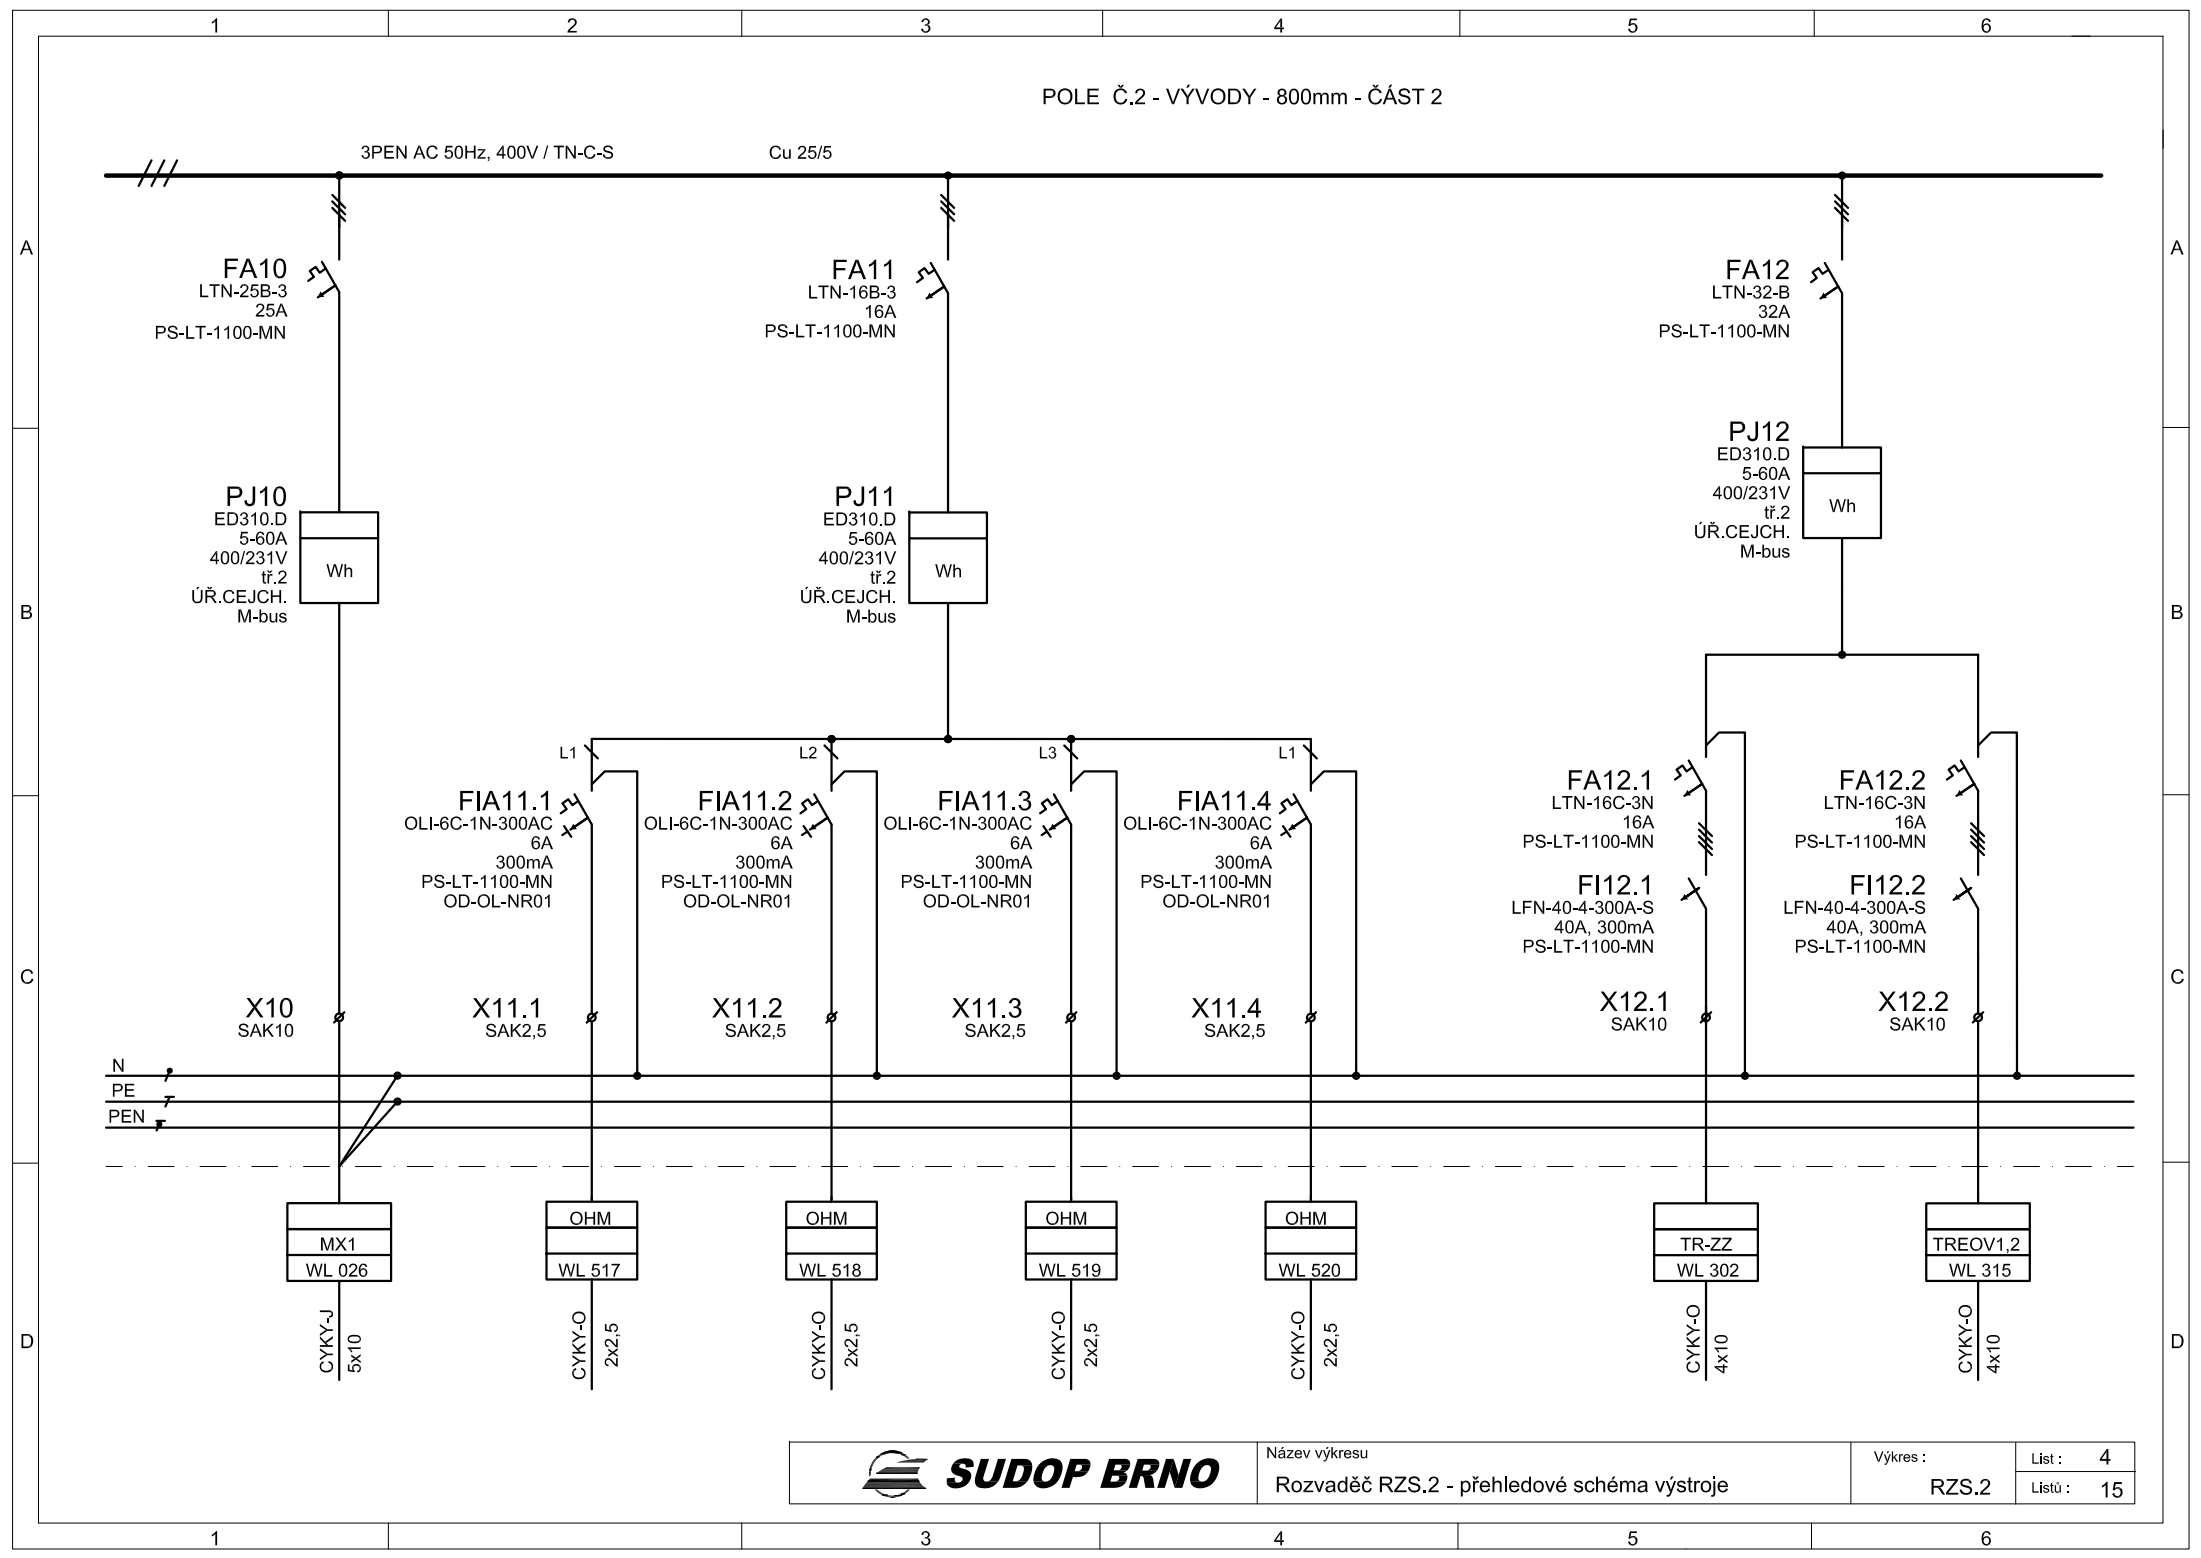 1 2 3 4 5 6
POLE Č.2 - VÝVODY - 800mm - ČÁST 2
3PEN AC 50Hz, 400V / TN-C-S
Cu 25/5
A
A
FA10
LTN-25B-3
25A
PS-LT-1100-MN
FA11
LTN-16B-3
16A
PS-LT-1100-MN
FA12
LTN-32-B
32A
PS-LT-1100-MN
B
B
PJ10
ED310.D
5-60A
400/231V
tř.2
ÚŘ.CEJCH.
M-bus
Wh
PJ11
ED310.D
5-60A
400/231V
tř.2
ÚŘ.CEJCH.
M-bus
Wh
PJ12
ED310.D
5-60A
400/231V
tř.2
ÚŘ.CEJCH.
M-bus
Wh
L1
L2
L3
L1
FIA11.1
OLI-6C-1N-300AC
6A
300mA
PS-LT-1100-MN
OD-OL-NR01
FIA11.2
OLI-6C-1N-300AC
6A
300mA
PS-LT-1100-MN
OD-OL-NR01
FIA11.3
OLI-6C-1N-300AC
6A
300mA
PS-LT-1100-MN
OD-OL-NR01
FIA11.4
OLI-6C-1N-300AC
6A
300mA
PS-LT-1100-MN
OD-OL-NR01
FA12.1
LTN-16C-3N
16A
PS-LT-1100-MN
FA12.2
LTN-16C-3N
16A
PS-LT-1100-MN
FI12.1
LFN-40-4-300A-S
40A, 300mA
PS-LT-1100-MN
FI12.2
LFN-40-4-300A-S
40A, 300mA
PS-LT-1100-MN
C
C
X10
SAK10
X11.1
SAK2,5
X11.2
SAK2,5
X11.3
SAK2,5
X11.4
SAK2,5
X12.1
SAK10
X12.2
SAK10
N
PE
PEN
MX1
WL 026
OHM
WL 517
OHM
WL 518
OHM
WL 519
OHM
WL 520
TR-ZZ
WL 302
TREOV1,2
WL 315
D
D
CYKY-J
5x10
CYKY-O
2x2,5
CYKY-O
2x2,5
CYKY-O
2x2,5
CYKY-O
2x2,5
CYKY-O
4x10
CYKY-O
4x10
SUDOP BRNO
Název výkresu
Rozvaděč RZS.2 - přehledové schéma výstroje
Výkres :
RZS.2
List : 4
Listů : 15
1 2 3 4 5 6